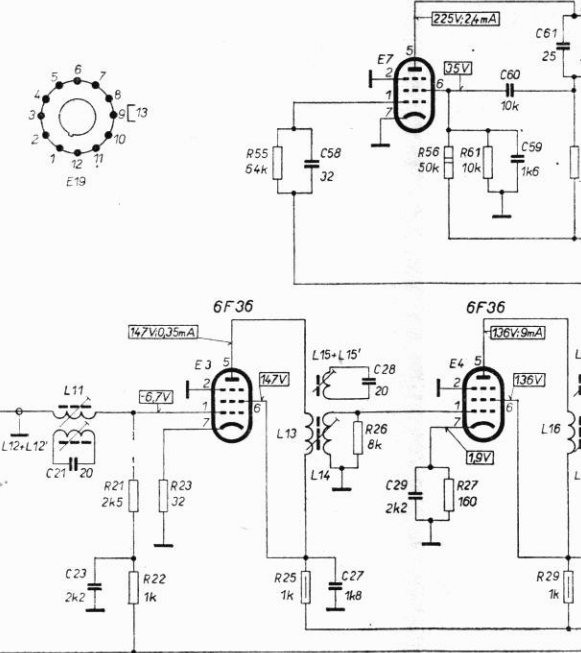 225V:2,4mA
5
C61
25
6
5
7
4
8
3
9
[13
2
10
1
12
11
E19
E7
5
2
6
1
7
35V
C60
10k
R55
64k
C58
32
R56
50k
R61
10k
C59
1k6
6F36
147V:0,35mA
E3
5
2
6
1
7
147V
-6,7V
L11
L12+L12'
C21
20
L15+L15'
C28
20
L13
L14
R26
8k
6F36
136V:9mA
E4
5
2
6
1
7
136V
1,9V
L16
R21
2k5
R23
32
C29
2k2
R27
160
C23
2k2
R22
1k
R25
1k
C27
1k8
R29
1k